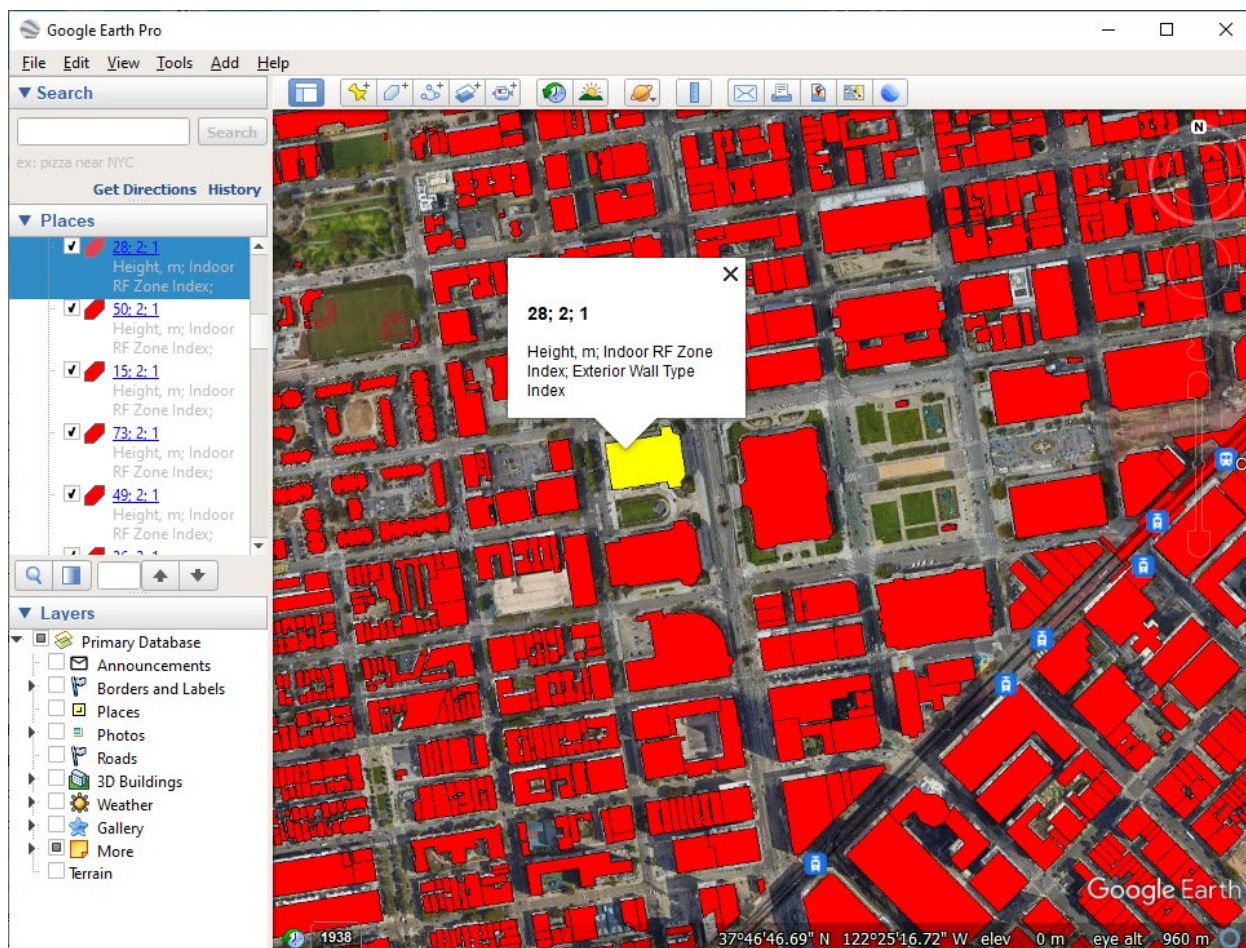 Google Earth Pro
File Edit View Tools Add Help
Search
Search
ex: pizza near NYC
Get Directions History
Places
28; 2; 1
Height, m; Indoor
RF Zone Index;
50; 2; 1
Height, m; Indoor
RF Zone Index;
15; 2; 1
Height, m; Indoor
RF Zone Index;
73; 2; 1
Height, m; Indoor
RF Zone Index;
49; 2; 1
Height, m; Indoor
RF Zone Index;
Layers
Primary Database
Announcements
Borders and Labels
Places
Photos
Roads
3D Buildings
Weather
Gallery
More
Terrain
N
28; 2; 1
Height, m; Indoor RF Zone
Index; Exterior Wall Type
Index
Google Earth
1938
37°46'46.69" N 122°25'16.72" W elev 0 m eye alt 960 m